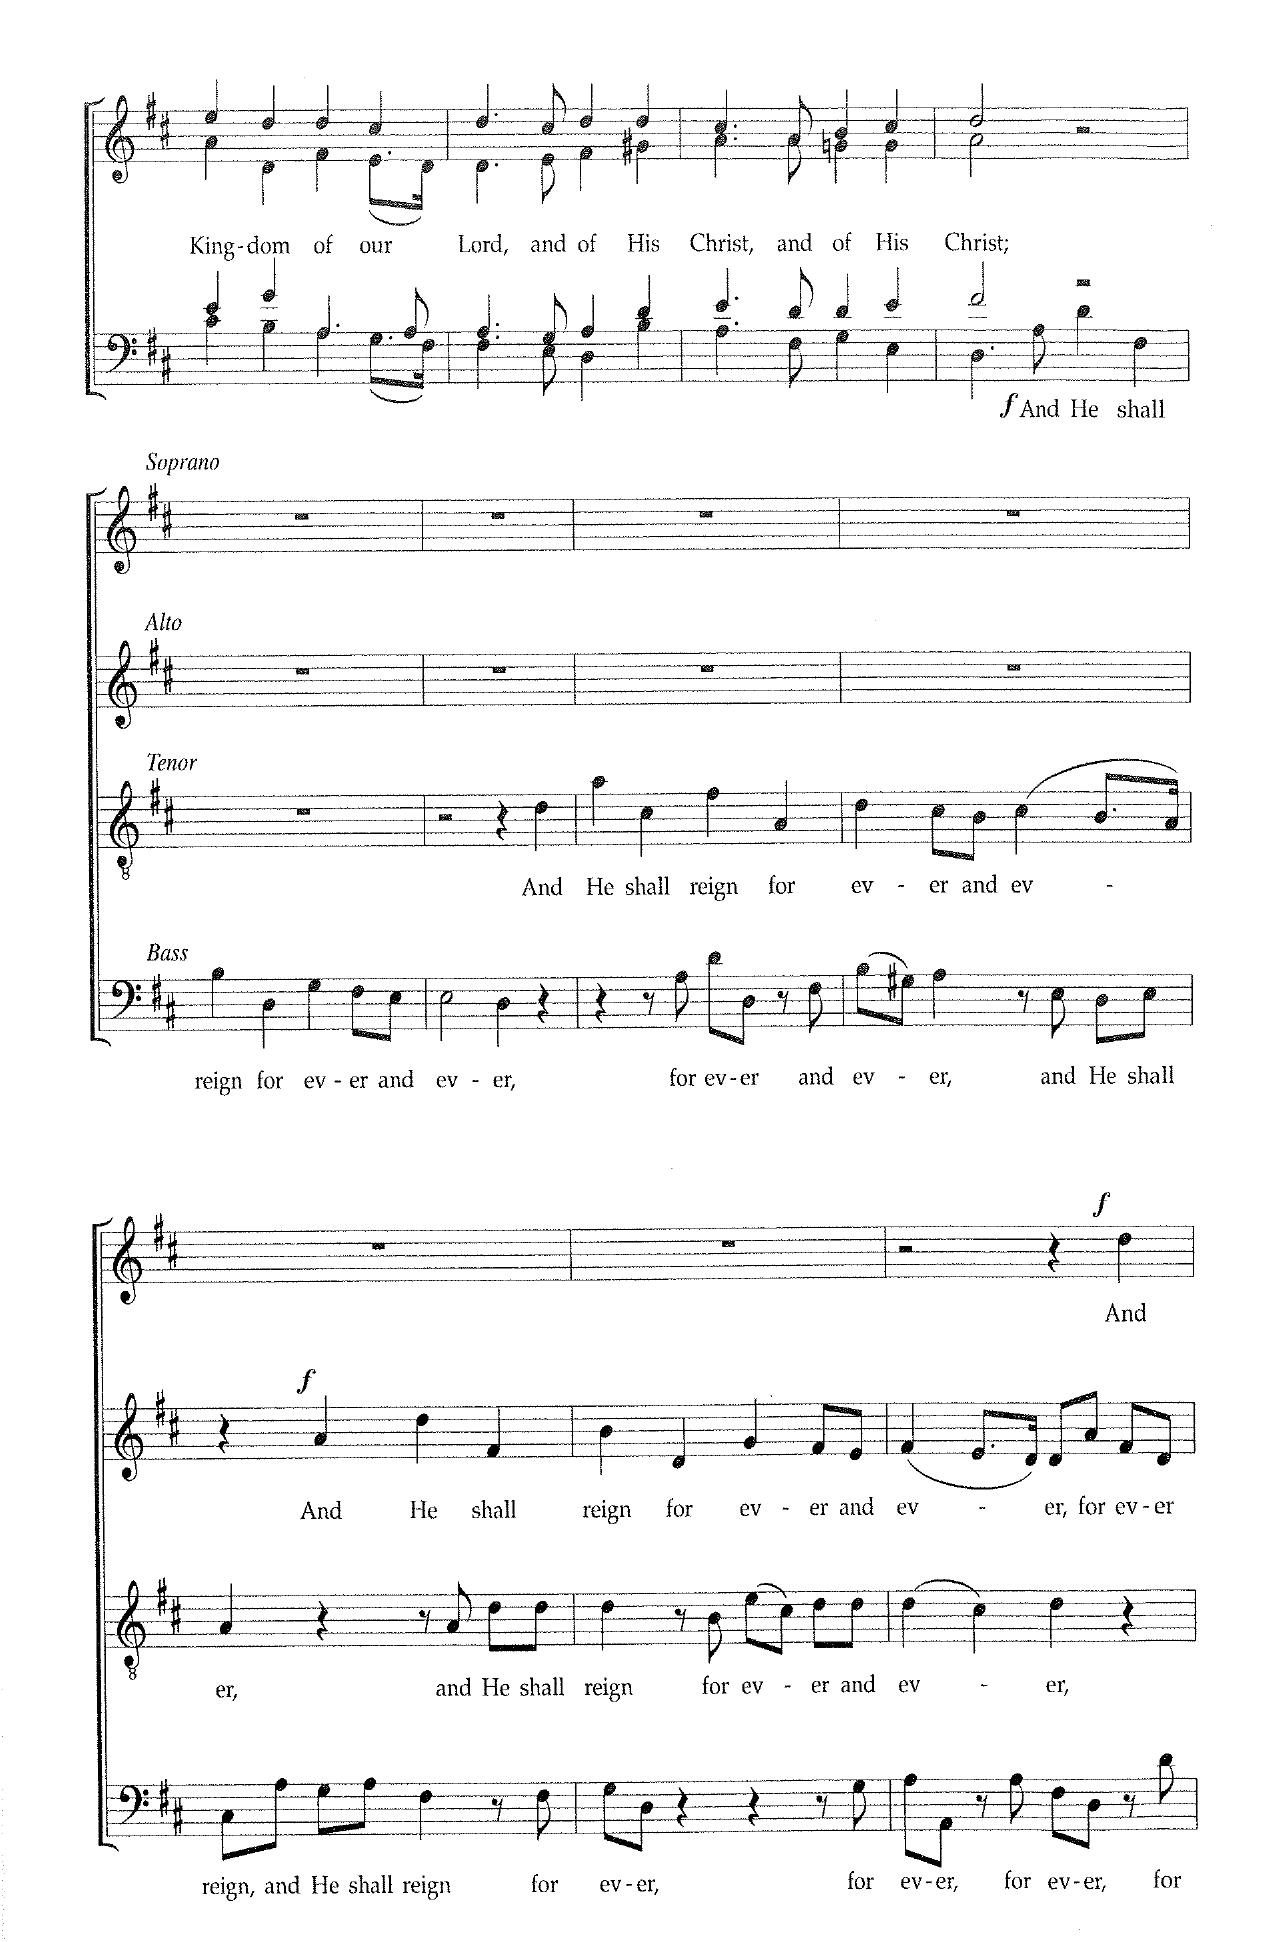 King-dom of our Lord, and of His Christ, and of His Christ;
f And He shall
Soprano
Alto
Tenor
And He shall reign for ev - er and ev -
Bass
reign for ev - er and ev - er, for ev-er and ev - er, and He shall
f
And
f
And He shall reign for ev - er and ev - er, for ev-er
er, and He shall reign for ev - er and ev - er,
reign, and He shall reign for ev-er, for ev-er, for ev-er, for